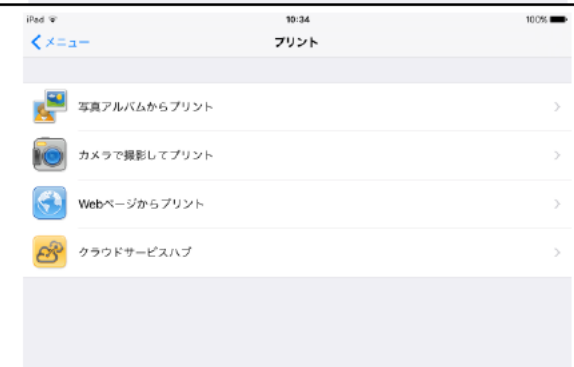 iPad 10:34 100%
メニュー プリント
写真アルバムからプリント
カメラで撮影してプリント
Webページからプリント
クラウドサービスハブ